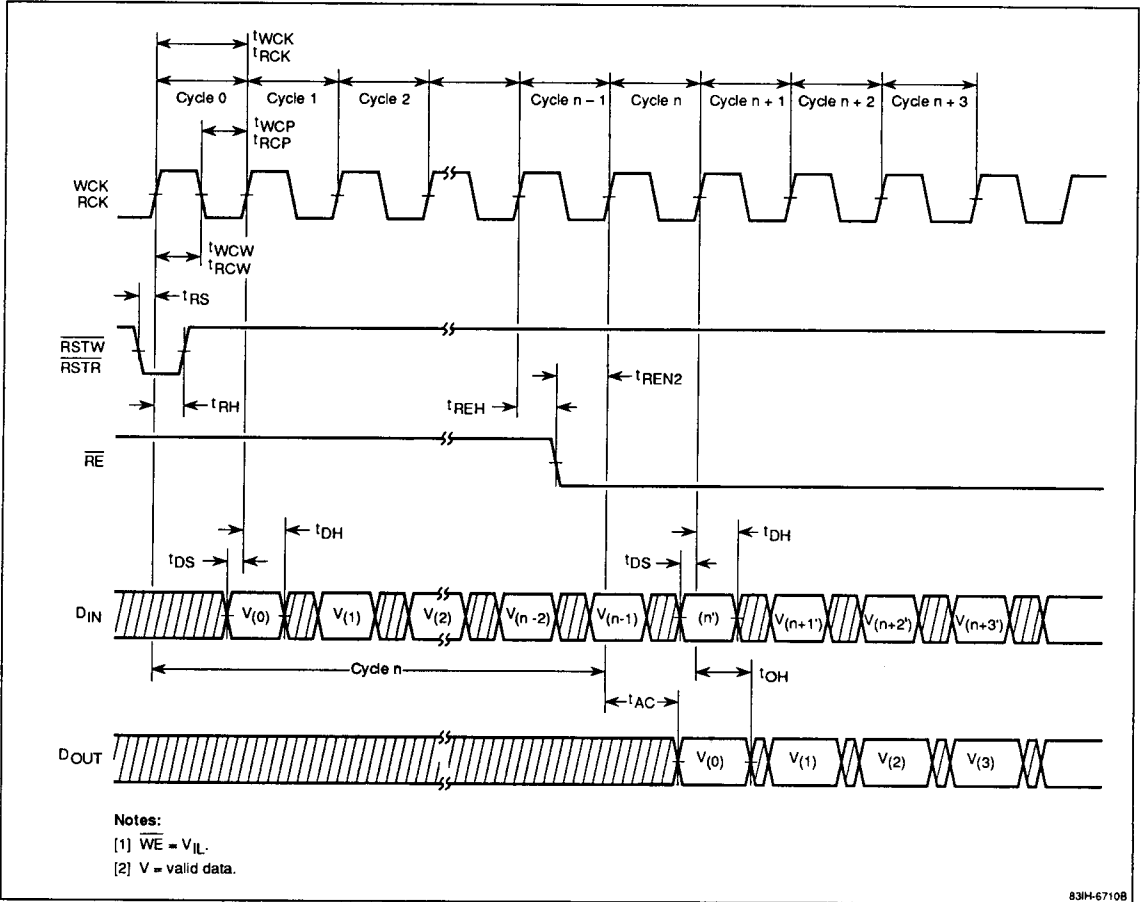 tWCK
tRCK
Cycle 0 Cycle 1 Cycle 2 Cycle n – 1 Cycle n Cycle n + 1 Cycle n + 2 Cycle n + 3
tWCP
tRCP
WCK
RCK
tWCW
tRCW
tRS
RSTW
RSTR
tREN2
tRH
tREH
RE
tDH
tDH
tDS
tDS
DIN V(0) V(1) V(2) V(n -2) V(n-1) (n') V(n+1') V(n+2') V(n+3')
Cycle n
tOH
tAC
DOUT V(0) V(1) V(2) V(3)
Notes:
[1] WE = VIL.
[2] V = valid data.
83IH-6710B